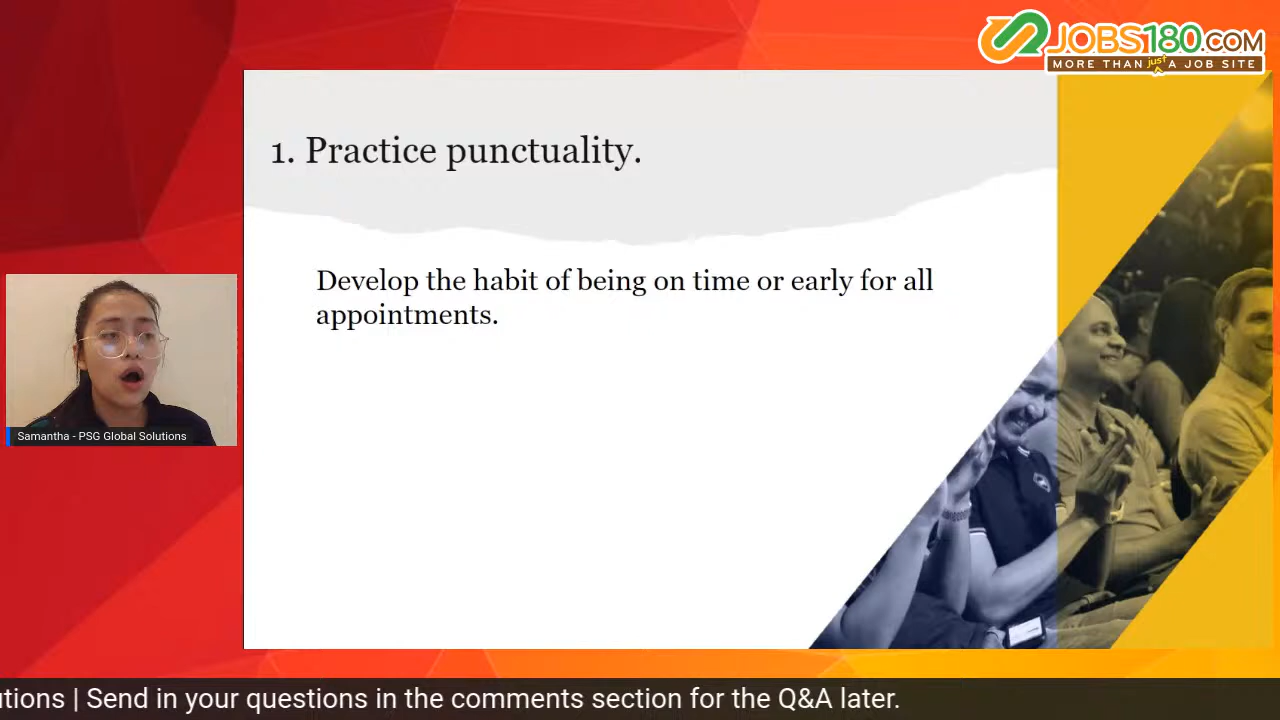 JOBS180.COM
MORE THAN just A JOB SITE
1. Practice punctuality.
Develop the habit of being on time or early for all
appointments.
Samantha - PSG Global Solutions
utions | Send in your questions in the comments section for the Q&A later.